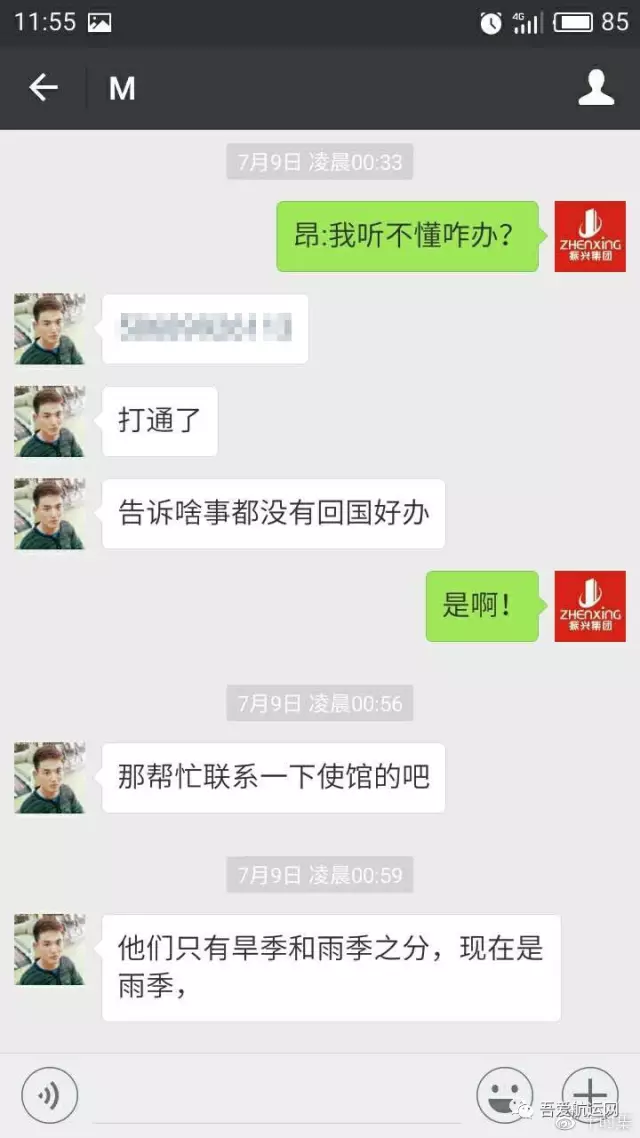 11:55
4G
85
M
7月9日 凌晨00:33
昂:我听不懂咋办?
ZHENXING
振兴集团
打通了
告诉啥事都没有回国好办
是啊!
ZHENXING
振兴集团
7月9日 凌晨00:56
那帮忙联系一下使馆的吧
7月9日 凌晨00:59
他们只有旱季和雨季之分，现在是
雨季，
吾爱航运网